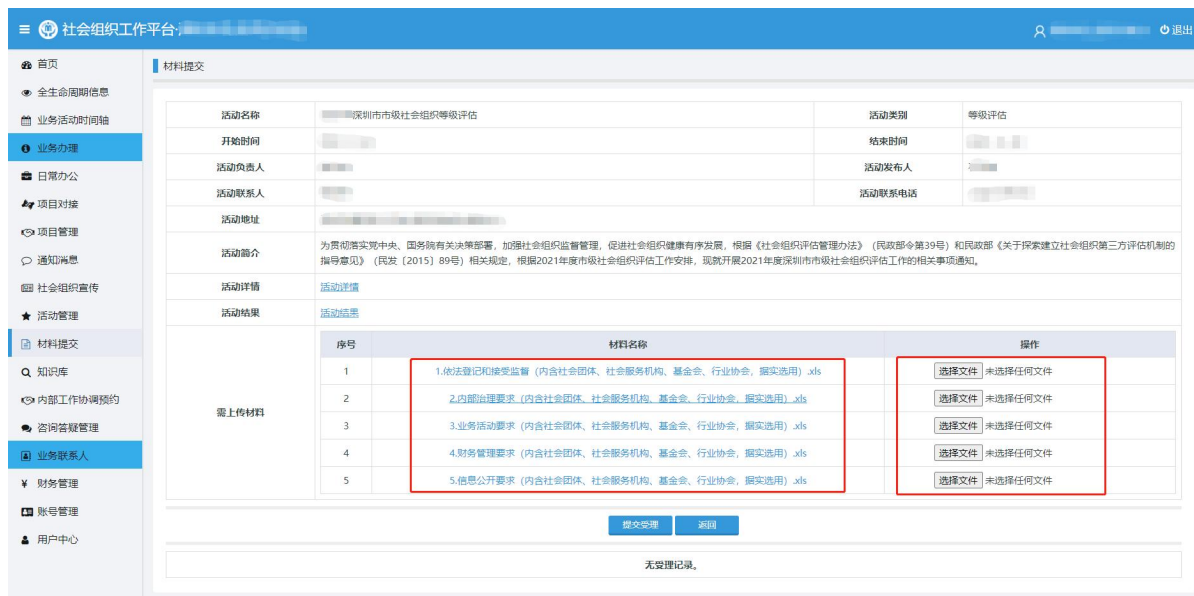 社会组织工作平台·
退出
首页
全生命周期信息
业务活动时间轴
业务办理
日常办公
项目对接
项目管理
通知消息
社会组织宣传
活动管理
材料提交
知识库
内部工作协调预约
咨询答疑管理
业务联系人
财务管理
账号管理
用户中心
材料提交
活动名称 深圳市市级社会组织等级评估 活动类别 等级评估
开始时间 结束时间
活动负责人 活动发布人
活动联系人 活动联系电话
活动地址
活动简介 为贯彻落实党中央、国务院有关决策部署，加强社会组织监督管理，促进社会组织健康有序发展，根据《社会组织评估管理办法》（民政部令第39号）和民政部《关于探索建立社会组织第三方评估机制的
指导意见》（民发〔2015〕89号）相关规定，根据2021年度市级社会组织评估工作安排，现就开展2021年度深圳市市级社会组织评估工作的相关事项通知。
活动详情 活动详情
活动结果 活动结果
需上传材料
序号 材料名称 操作
1 1.依法登记和接受监督（内含社会团体、社会服务机构、基金会、行业协会，据实选用）.xls 选择文件 未选择任何文件
2 2.内部治理要求（内含社会团体、社会服务机构、基金会、行业协会，据实选用）.xls 选择文件 未选择任何文件
3 3.业务活动要求（内含社会团体、社会服务机构、基金会、行业协会，据实选用）.xls 选择文件 未选择任何文件
4 4.财务管理要求（内含社会团体、社会服务机构、基金会、行业协会，据实选用）.xls 选择文件 未选择任何文件
5 5.信息公开要求（内含社会团体、社会服务机构、基金会、行业协会，据实选用）.xls 选择文件 未选择任何文件
提交受理 返回
无受理记录。